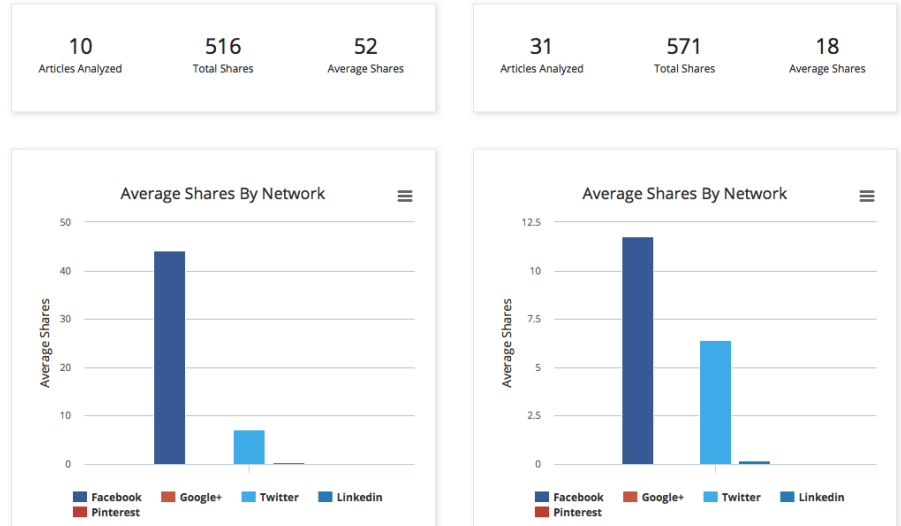 10 516 52
Articles Analyzed Total Shares Average Shares
31 571 18
Articles Analyzed Total Shares Average Shares
Average Shares By Network
50
40
30
20
10
0
Average Shares
Facebook Google+ Twitter Linkedin
Pinterest
Average Shares By Network
12.5
10
7.5
5
2.5
0
Average Shares
Facebook Google+ Twitter Linkedin
Pinterest